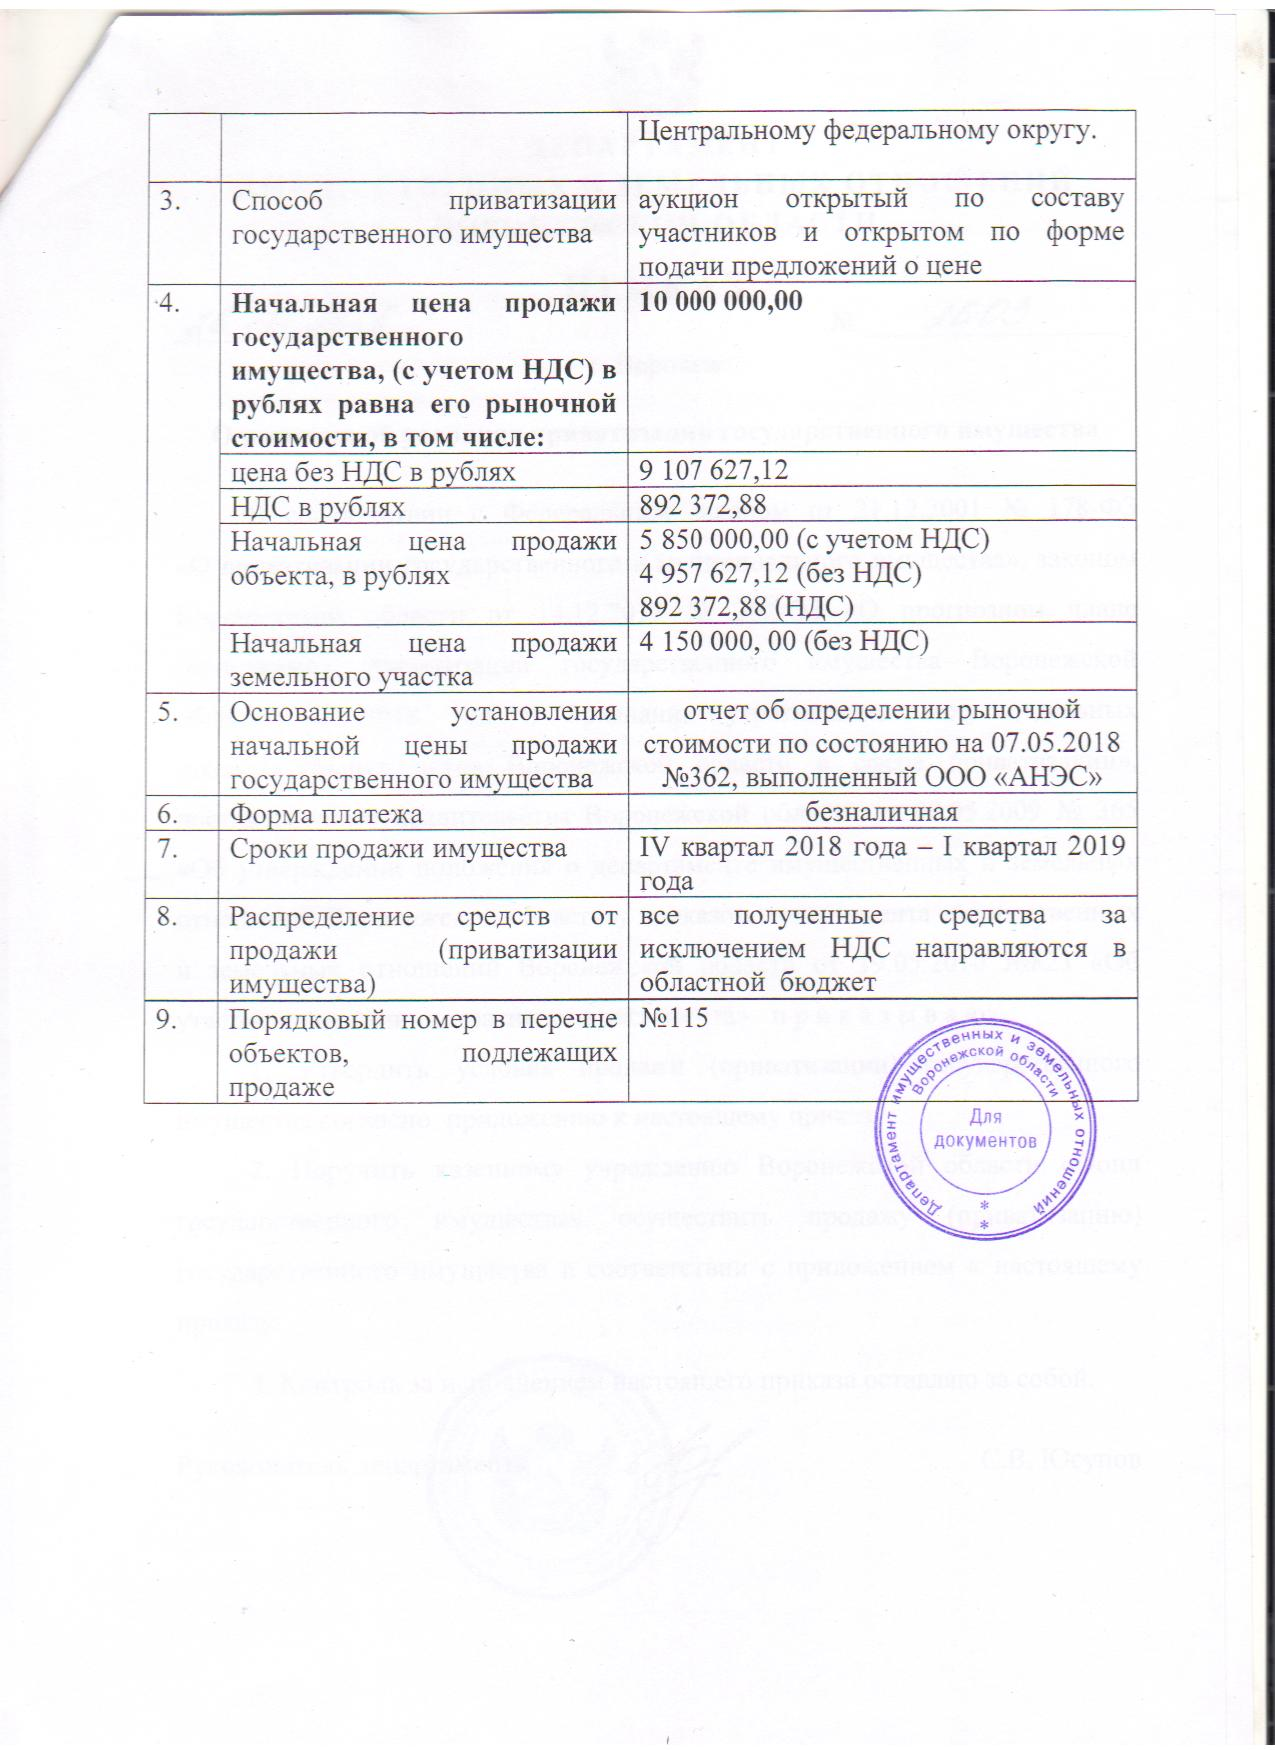 Центральному федеральному округу.
3.
Способ приватизации
государственного имущества
аукцион открытый по составу
участников и открытом по форме
подачи предложений о цене
4.
Начальная цена продажи
государственного
имущества, (с учетом НДС) в
рублях равна его рыночной
стоимости, в том числе:
10 000 000,00
цена без НДС в рублях
9 107 627,12
НДС в рублях
892 372,88
Начальная цена продажи
объекта, в рублях
5 850 000,00 (с учетом НДС)
4 957 627,12 (без НДС)
892 372,88 (НДС)
Начальная цена продажи
земельного участка
4 150 000, 00 (без НДС)
5.
Основание установления
начальной цены продажи
государственного имущества
отчет об определении рыночной
стоимости по состоянию на 07.05.2018
№362, выполненный ООО «АНЭС»
6.
Форма платежа
безналичная
7.
Сроки продажи имущества
IV квартал 2018 года – I квартал 2019
года
8.
Распределение средств от
продажи (приватизации
имущества)
все полученные средства за
исключением НДС направляются в
областной бюджет
9.
Порядковый номер в перечне
объектов, подлежащих
продаже
№115
Департамент имущественных и земельных отношений
Воронежской области
Для
документов